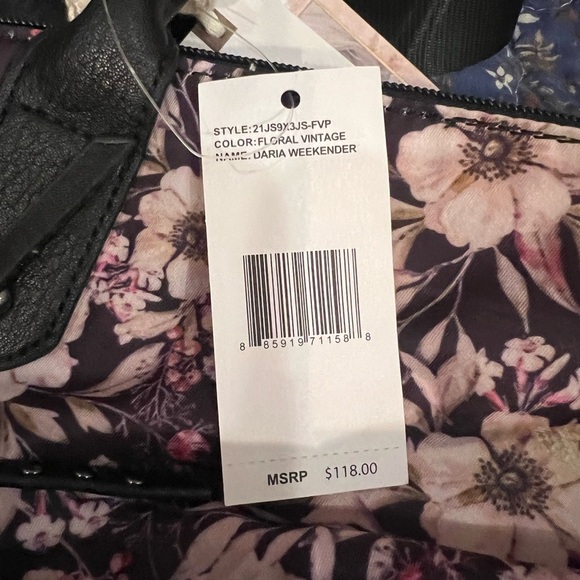 STYLE:21JS9X3JS-FVP
COLOR:FLORAL VINTAGE
NAME: DARIA WEEKENDER
8 85919 71158 8
MSRP $118.00